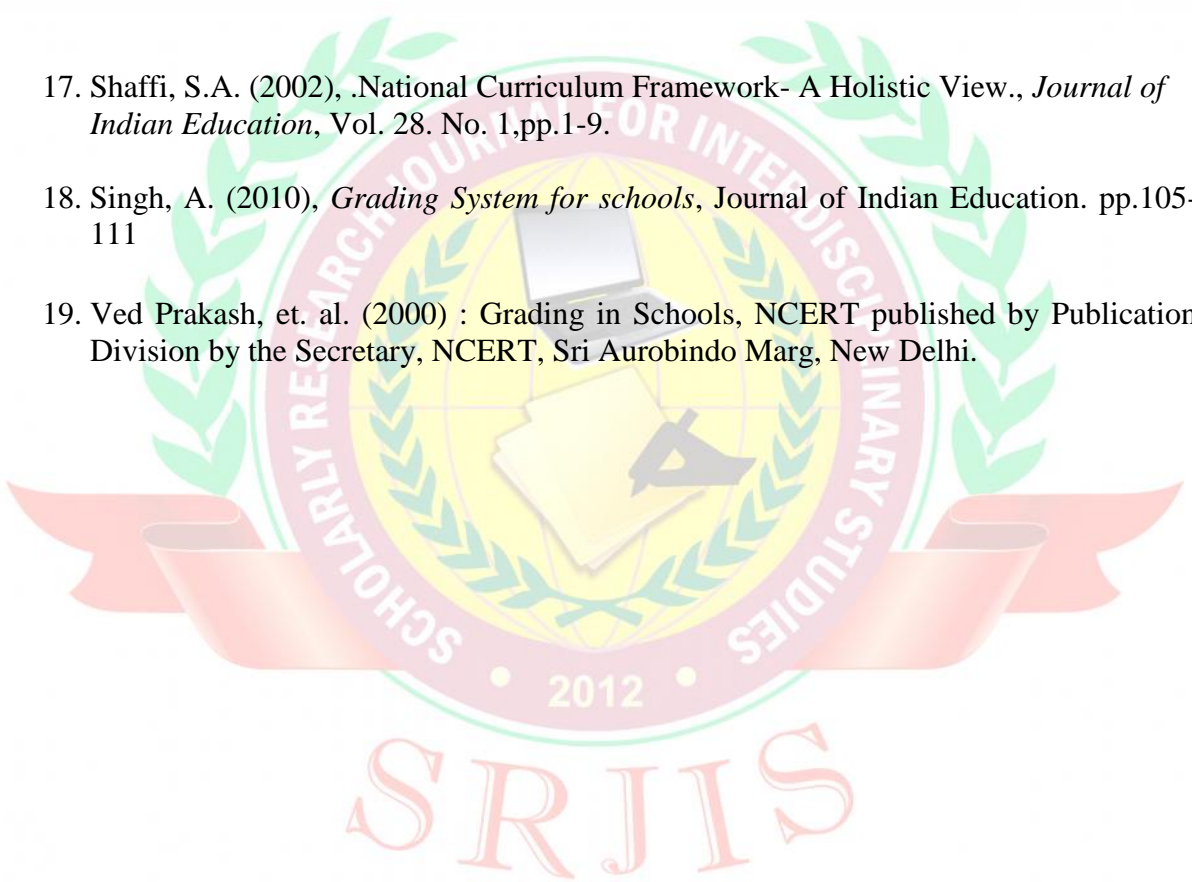 17. Shaffi, S.A. (2002), .National Curriculum Framework- A Holistic View., Journal of
Indian Education, Vol. 28. No. 1,pp.1-9.
18. Singh, A. (2010), Grading System for schools, Journal of Indian Education. pp.105-
111
19. Ved Prakash, et. al. (2000) : Grading in Schools, NCERT published by Publication
Division by the Secretary, NCERT, Sri Aurobindo Marg, New Delhi.
SCHOLARLY RESEARCH JOURNAL FOR INTERDISCIPLINARY STUDIES
• 2012 •
SRJIS